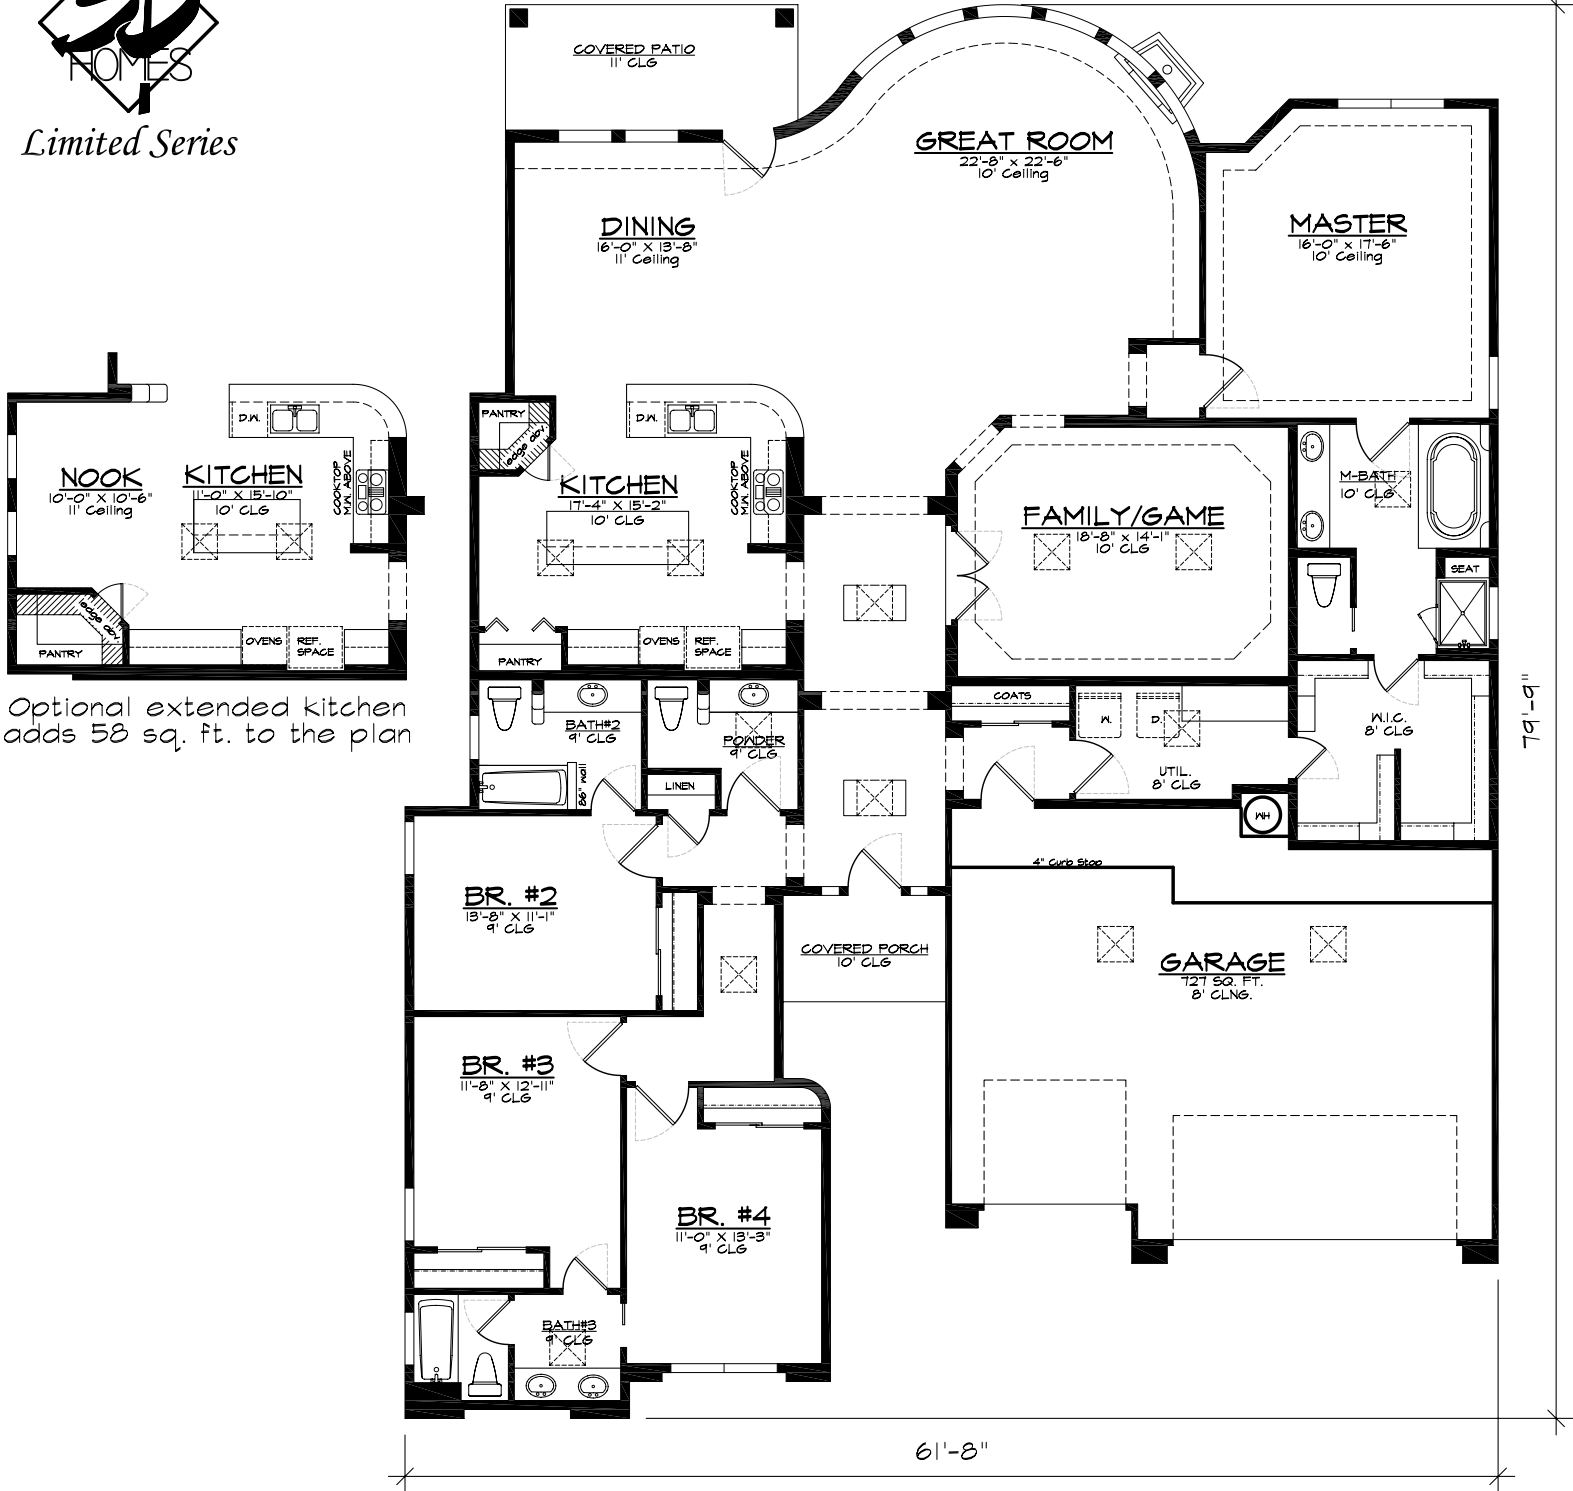 HOMES
Limited Series
COVERED PATIO
11' CLG
GREAT ROOM
22'-8" x 22'-6"
10' Ceiling
DINING
16'-0" X 13'-8"
11' Ceiling
MASTER
16'-0" x 17'-6"
10' Ceiling
D.W.
NOOK
10'-0" X 10'-6"
11' Ceiling
KITCHEN
11'-0" X 15'-10"
10' CLG
COOKTOP
M.W. ABOVE
ledge abv.
PANTRY
OVENS
REF.
SPACE
Optional extended kitchen
adds 58 sq. ft. to the plan
PANTRY
ledge abv.
D.W.
KITCHEN
17'-4" X 15'-2"
10' CLG
COOKTOP
M.W. ABOVE
OVENS
REF.
SPACE
PANTRY
FAMILY/GAME
18'-8" x 14'-1"
10' CLG
M-BATH
10' CLG
SEAT
COATS
W.
D.
UTIL.
8' CLG
W.I.C.
8' CLG
WH
BATH#2
9' CLG
86" wall
POWDER
9' CLG
LINEN
79'-9"
4" Curb Stop
BR. #2
13'-8" X 11'-1"
9' CLG
COVERED PORCH
10' CLG
GARAGE
727 SQ. FT.
8' CLNG.
BR. #3
11'-8" X 12'-11"
9' CLG
BR. #4
11'-0" X 13'-3"
9' CLG
BATH#3
9' CLG
61'-8"